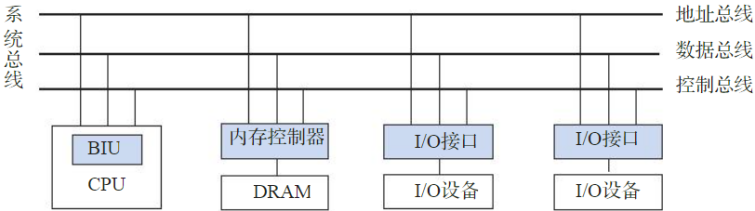 系统总线
地址总线
数据总线
控制总线
BIU
CPU
内存控制器
DRAM
I/O接口
I/O设备
I/O接口
I/O设备